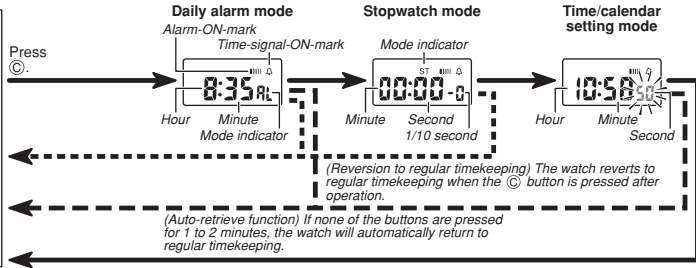 Daily alarm mode
Stopwatch mode
Time/calendar
setting mode
Alarm-ON-mark
Time-signal-ON-mark
Mode indicator
Press
Ⓒ.
8:35 AL
ST
00:00-0
10:58 50
Hour
Minute
Mode indicator
Minute
Second
1/10 second
Hour
Minute
Second
(Reversion to regular timekeeping) The watch reverts to
regular timekeeping when the Ⓒ button is pressed after
operation.
(Auto-retrieve function) If none of the buttons are pressed
for 1 to 2 minutes, the watch will automatically return to
regular timekeeping.